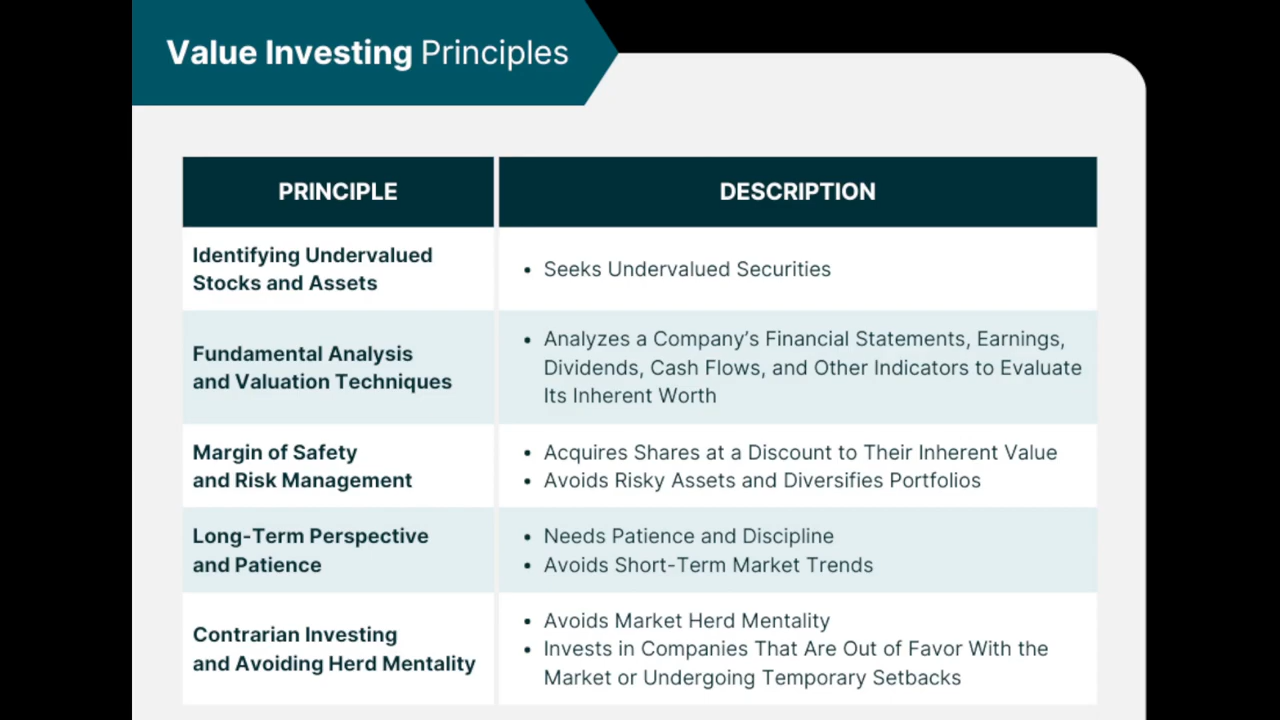 Value Investing Principles
PRINCIPLE
DESCRIPTION
Identifying Undervalued
Stocks and Assets
• Seeks Undervalued Securities
Fundamental Analysis
and Valuation Techniques
• Analyzes a Company’s Financial Statements, Earnings,
Dividends, Cash Flows, and Other Indicators to Evaluate
Its Inherent Worth
Margin of Safety
and Risk Management
• Acquires Shares at a Discount to Their Inherent Value
• Avoids Risky Assets and Diversifies Portfolios
Long-Term Perspective
and Patience
• Needs Patience and Discipline
• Avoids Short-Term Market Trends
Contrarian Investing
and Avoiding Herd Mentality
• Avoids Market Herd Mentality
• Invests in Companies That Are Out of Favor With the
Market or Undergoing Temporary Setbacks